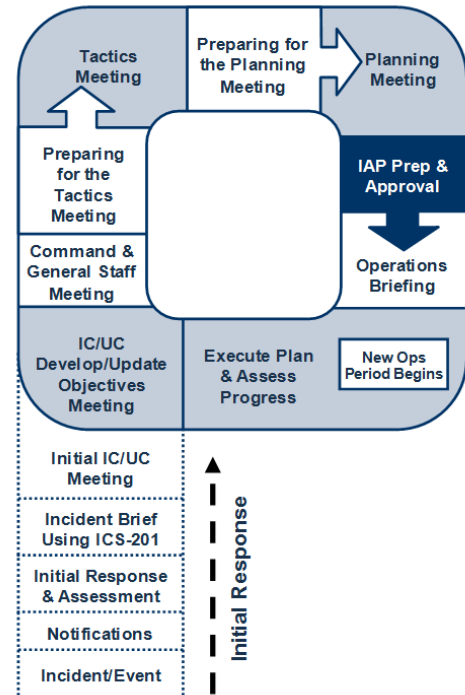 Tactics
Meeting
Preparing for
the Planning
Meeting
Planning
Meeting
Preparing
for the
Tactics
Meeting
IAP Prep &
Approval
Command &
General Staff
Meeting
Operations
Briefing
IC/UC
Develop/Update
Objectives
Meeting
Execute Plan
& Assess
Progress
New Ops
Period Begins
Initial IC/UC
Meeting
Incident Brief
Using ICS-201
Initial Response
& Assessment
Notifications
Incident/Event
Initial Response